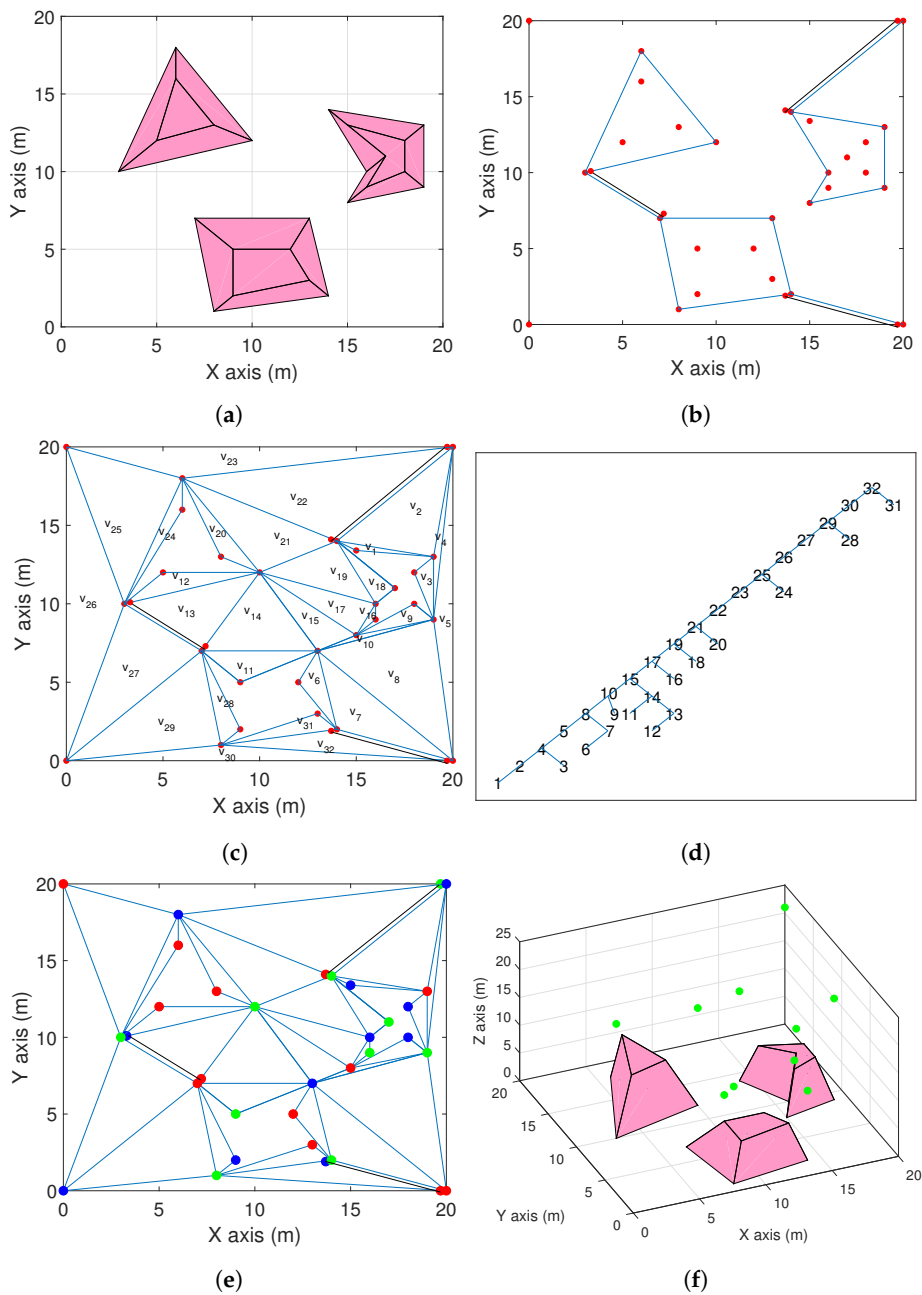 20
15
10
5
0
0 5 10 15 20
Y axis (m)
X axis (m)
(a)
20
15
10
5
0
0 5 10 15 20
Y axis (m)
X axis (m)
(b)
20
15
10
5
0
0 5 10 15 20
Y axis (m)
X axis (m)
v23
v22
v2
v25
v24
v20
v21
v1
v4
v12
v19
v18
v3
v26
v13
v14
v17
v16
v9
v15
v5
v10
v27
v11
v6
v8
v28
v29
v31
v7
v30
v32
(c)
32
30 31
29
27 28
26
25
23 24
22
21
19 20
17 18
15 16
10 14
8 9 11 13
5 7 12
4 6
2 3
1
(d)
20
15
10
5
0
0 5 10 15 20
Y axis (m)
X axis (m)
(e)
25
20
15
10
5
0
Z axis (m)
20
15
10
5
0
Y axis (m)
0
5
10
15
20
X axis (m)
(f)